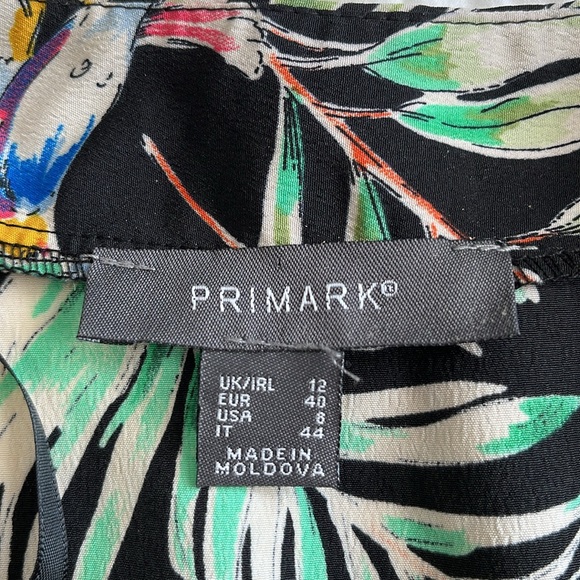 PRIMARK®
UK/IRL 12
EUR 40
USA 8
IT 44
MADE IN
MOLDOVA